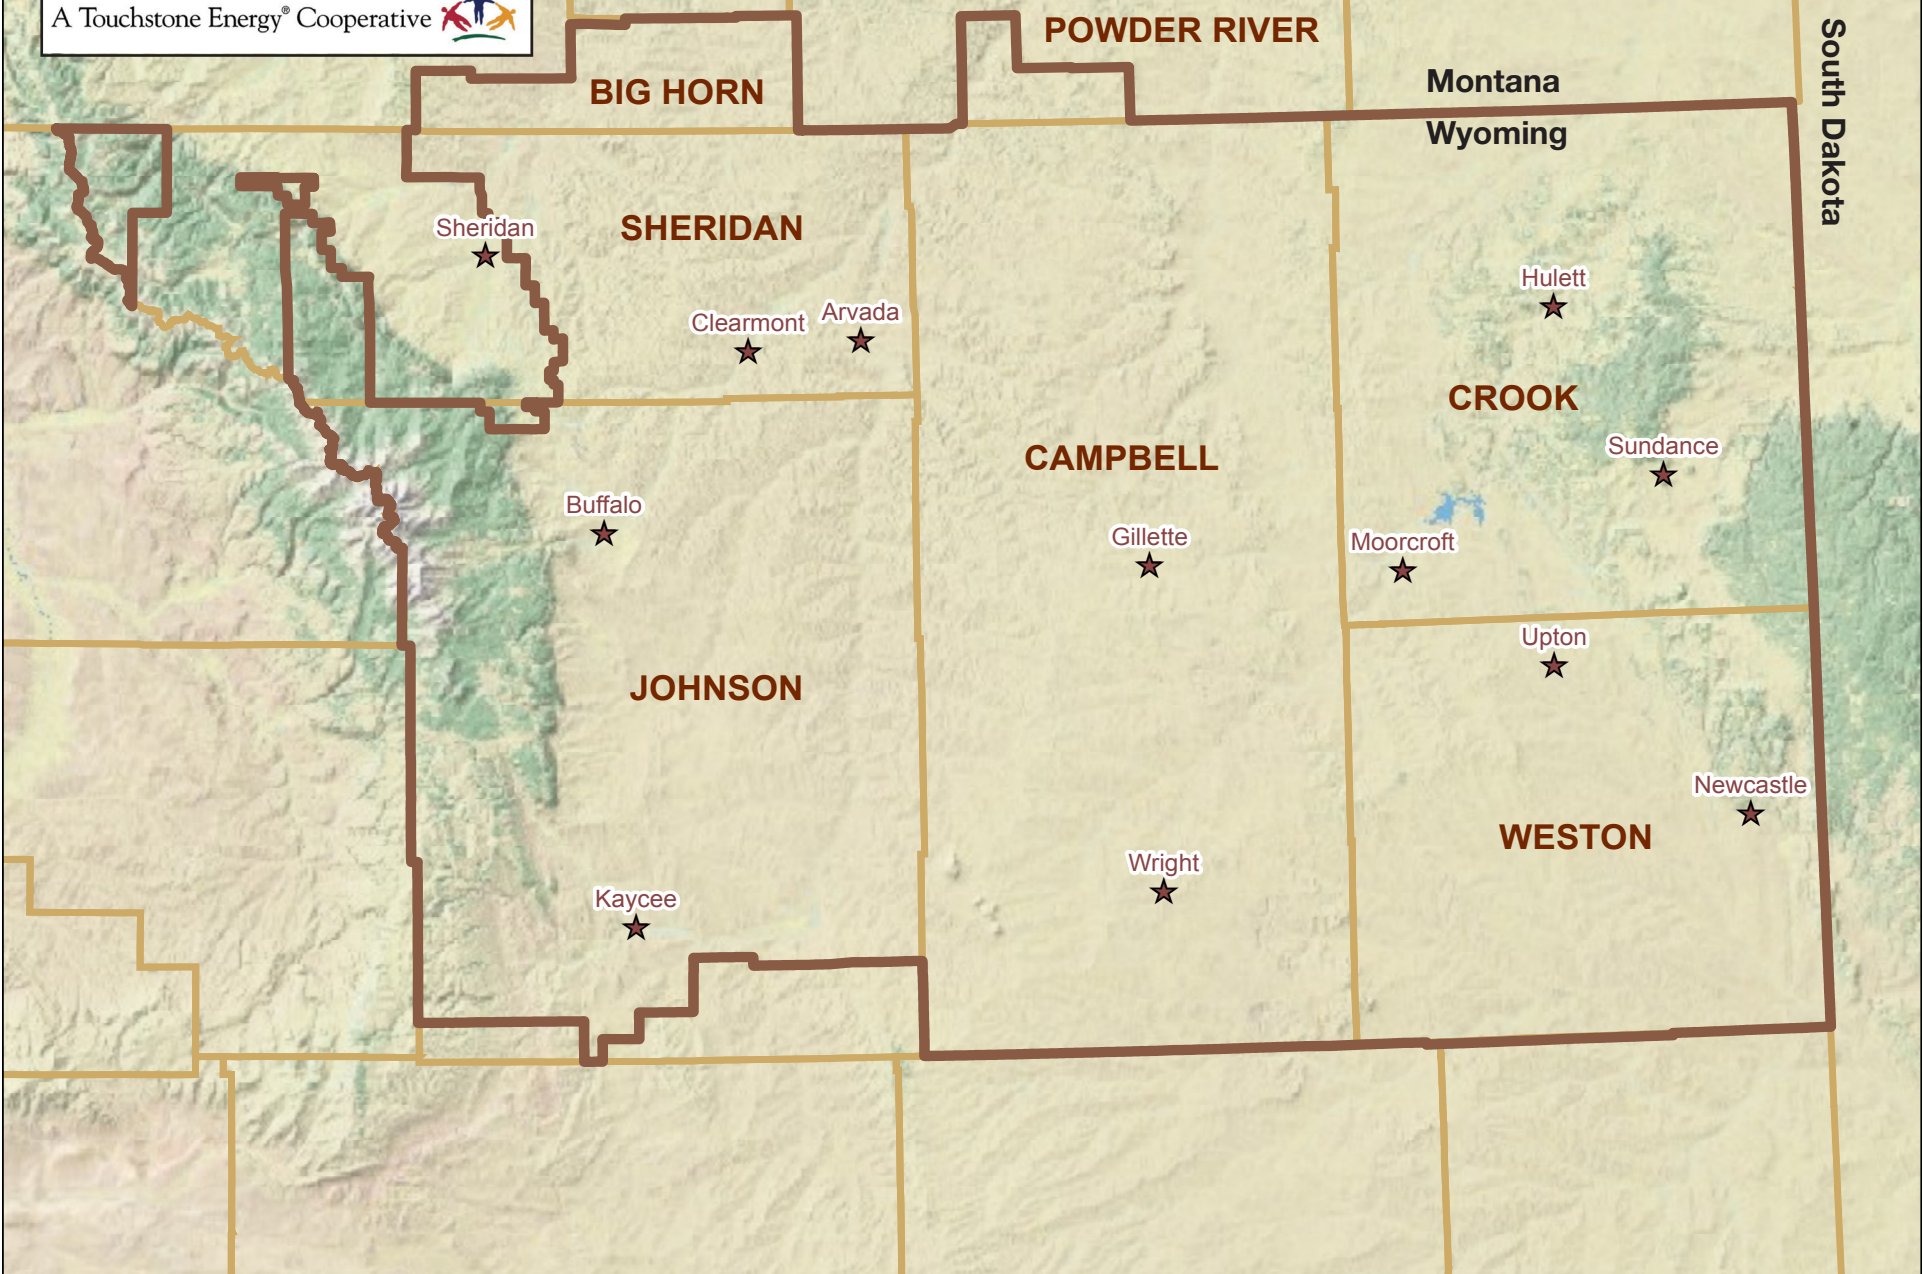 A Touchstone Energy® Cooperative
POWDER RIVER
BIG HORN
Montana
Wyoming
South Dakota
Sheridan
SHERIDAN
Hulett
Clearmont
Arvada
CROOK
Sundance
CAMPBELL
Buffalo
Gillette
Moorcroft
Upton
JOHNSON
Newcastle
WESTON
Wright
Kaycee